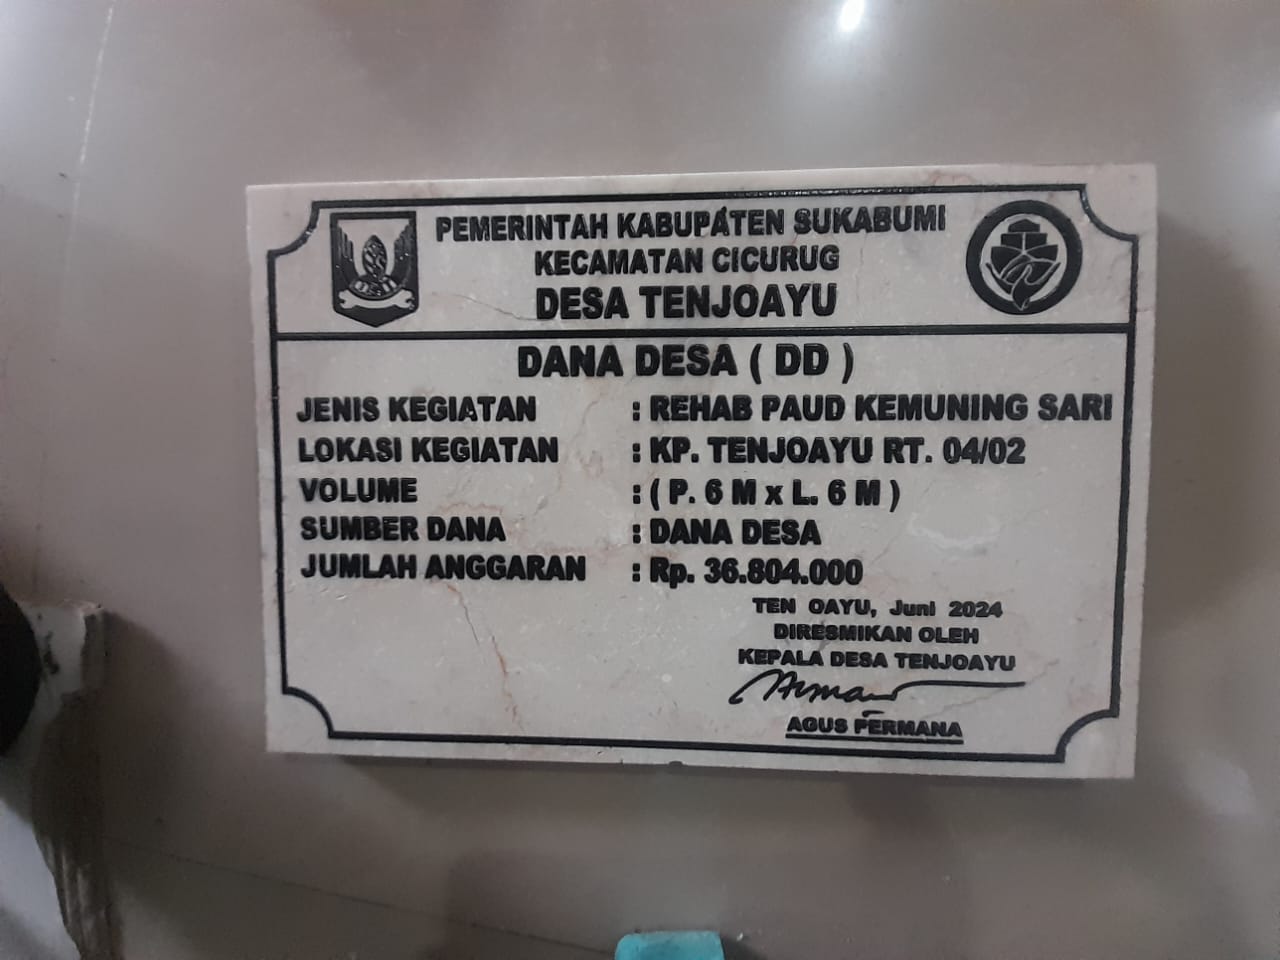 PEMERINTAH KABUPATEN SUKABUMI
KECAMATAN CICURUG
DESA TENJOAYU
DANA DESA ( DD )
JENIS KEGIATAN : REHAB PAUD KEMUNING SARI
LOKASI KEGIATAN : KP. TENJOAYU RT. 04/02
VOLUME : ( P. 6 M x L. 6 M )
SUMBER DANA : DANA DESA
JUMLAH ANGGARAN : Rp. 36.804.000
TEN OAYU, Juni 2024
DIRESMIKAN OLEH
KEPALA DESA TENJOAYU
AGUS PERMANA